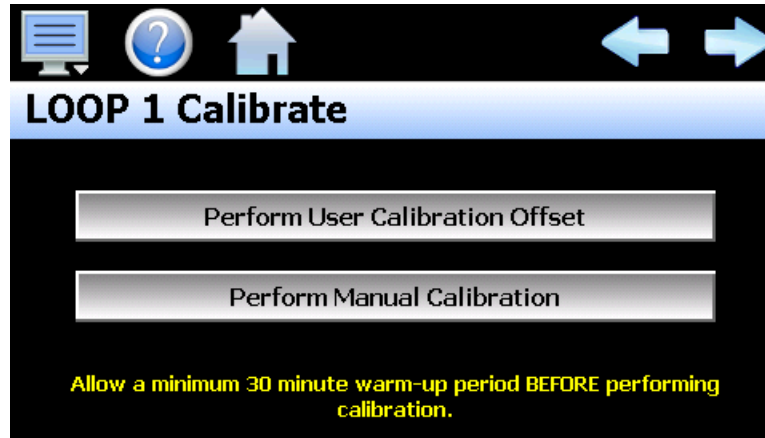 ?
LOOP 1 Calibrate
Perform User Calibration Offset
Perform Manual Calibration
Allow a minimum 30 minute warm-up period BEFORE performing
calibration.